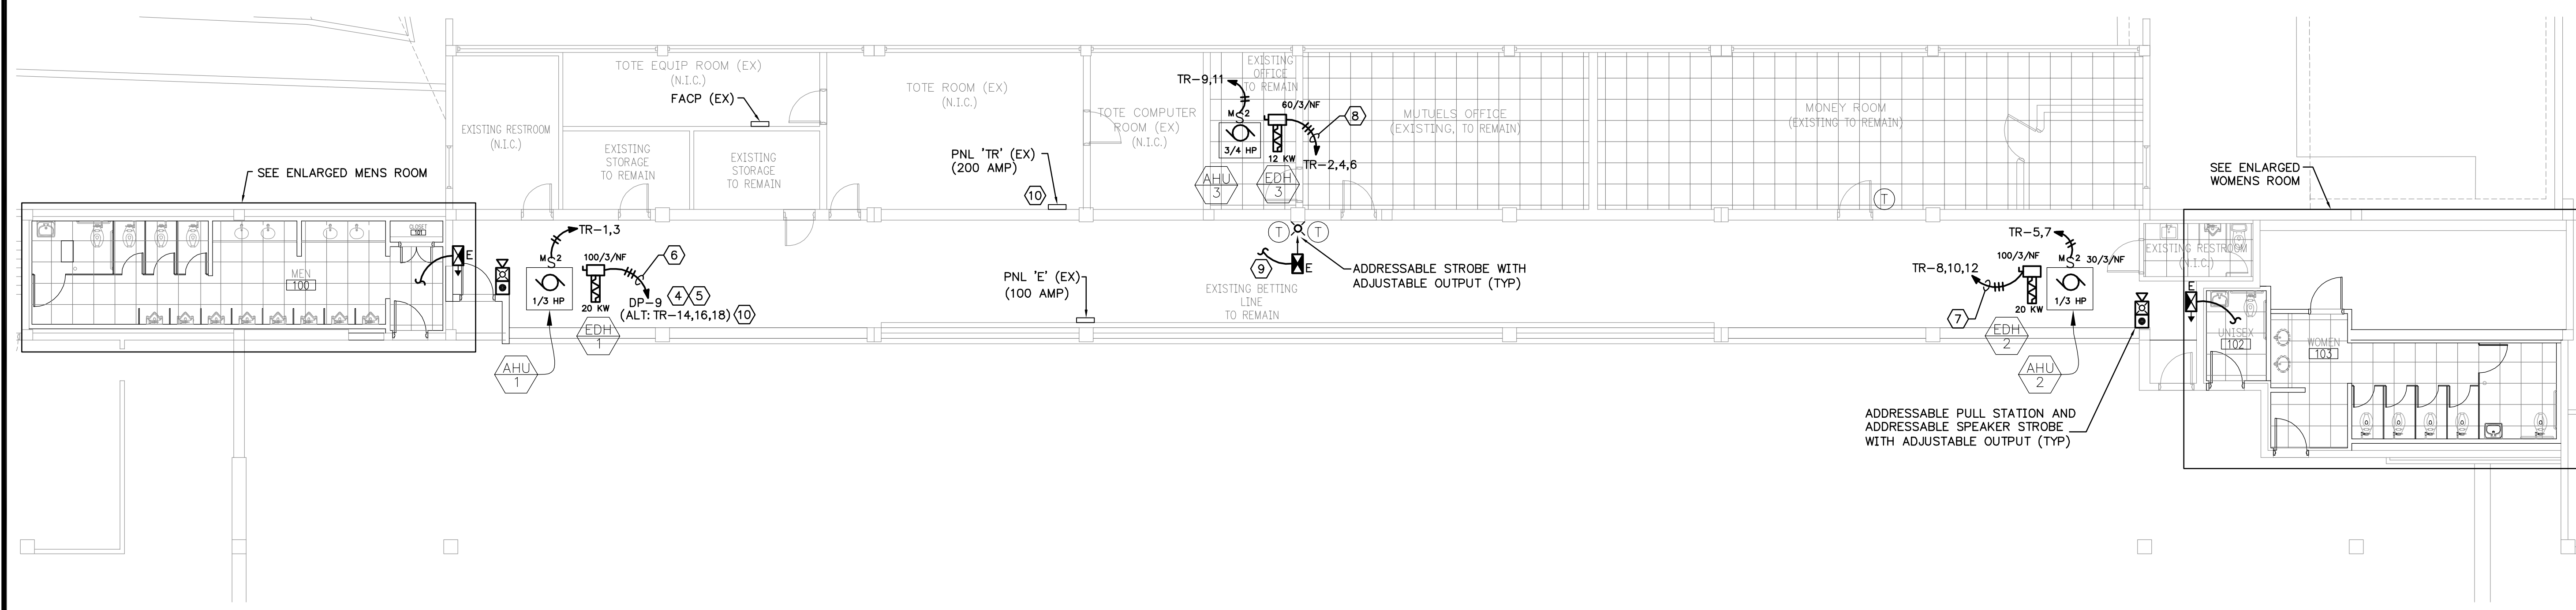 TOTE EQUIP ROOM (EX)
(N.I.C.)
FACP (EX)
EXISTING RESTROOM
(N.I.C.)
EXISTING
STORAGE
TO REMAIN
EXISTING
STORAGE
TO REMAIN
TOTE ROOM (EX)
(N.I.C.)
PNL 'TR' (EX)
(200 AMP)
10
TOTE COMPUTER
ROOM (EX)
(N.I.C.)
EXISTING
OFFICE
TO REMAIN
TR-9,11
MS2
3/4 HP
60/3/NF
12 KW
8
TR-2,4,6
AHU
3
EDH
3
MUTUELS OFFICE
(EXISTING, TO REMAIN)
MONEY ROOM
(EXISTING TO REMAIN)
T
SEE ENLARGED MENS ROOM
SEE ENLARGED
WOMENS ROOM
CLOSET
101
MEN
100
E
TR-1,3
MS2
1/3 HP
100/3/NF
20 KW
6
DP-9
4
5
(ALT: TR-14,16,18)
10
EDH
1
AHU
1
PNL 'E' (EX)
(100 AMP)
T
T
9
E
ADDRESSABLE STROBE WITH
ADJUSTABLE OUTPUT (TYP)
EXISTING BETTING
LINE
TO REMAIN
TR-5,7
TR-8,10,12
100/3/NF
MS2
30/3/NF
20 KW
1/3 HP
7
EDH
2
AHU
2
EXISTING RESTROOM
(N.I.C.)
E
UNISEX
102
WOMEN
103
ADDRESSABLE PULL STATION AND
ADDRESSABLE SPEAKER STROBE
WITH ADJUSTABLE OUTPUT (TYP)